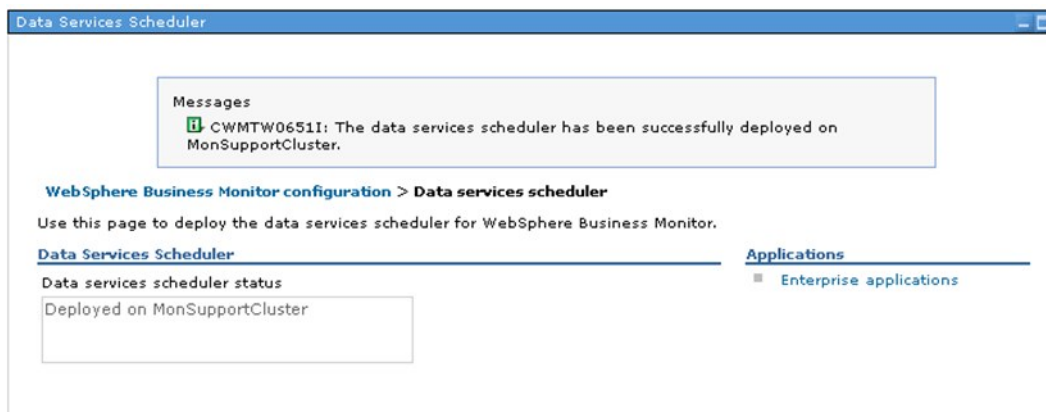 Data Services Scheduler
Messages
CWMTW0651I: The data services scheduler has been successfully deployed on
MonSupportCluster.
WebSphere Business Monitor configuration > Data services scheduler
Use this page to deploy the data services scheduler for WebSphere Business Monitor.
Data Services Scheduler
Applications
Data services scheduler status
Enterprise applications
Deployed on MonSupportCluster